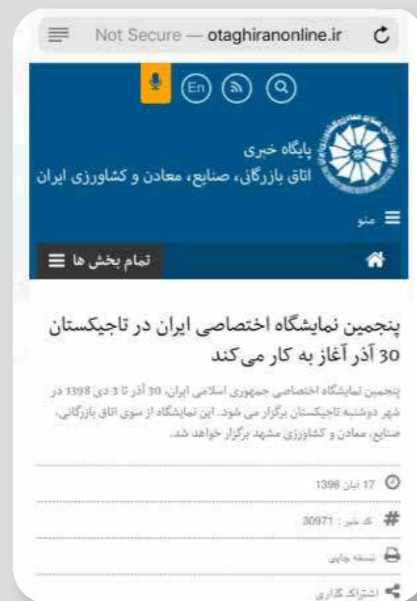 Not Secure — otaghiranonline.ir
En
پایگاه خبری
اتاق بازرگانی، صنایع، معادن و کشاورزی ایران
منو
تمام بخش ها
پنجمین نمایشگاه اختصاصی ایران در تاجیکستان
30 آذر آغاز به کار می‌کند
پنجمین نمایشگاه اختصاصی جمهوری اسلامی ایران، 30 آذر تا 3 دی 1398 در
شهر دوشنبه تاجیکستان برگزار می شود. این نمایشگاه از سوی اتاق بازرگانی،
صنایع، معادن و کشاورزی مشهد برگزار خواهد شد.
17 آبان 1398
کد خبر : 30971
نسخه چاپی
اشتراک گذاری